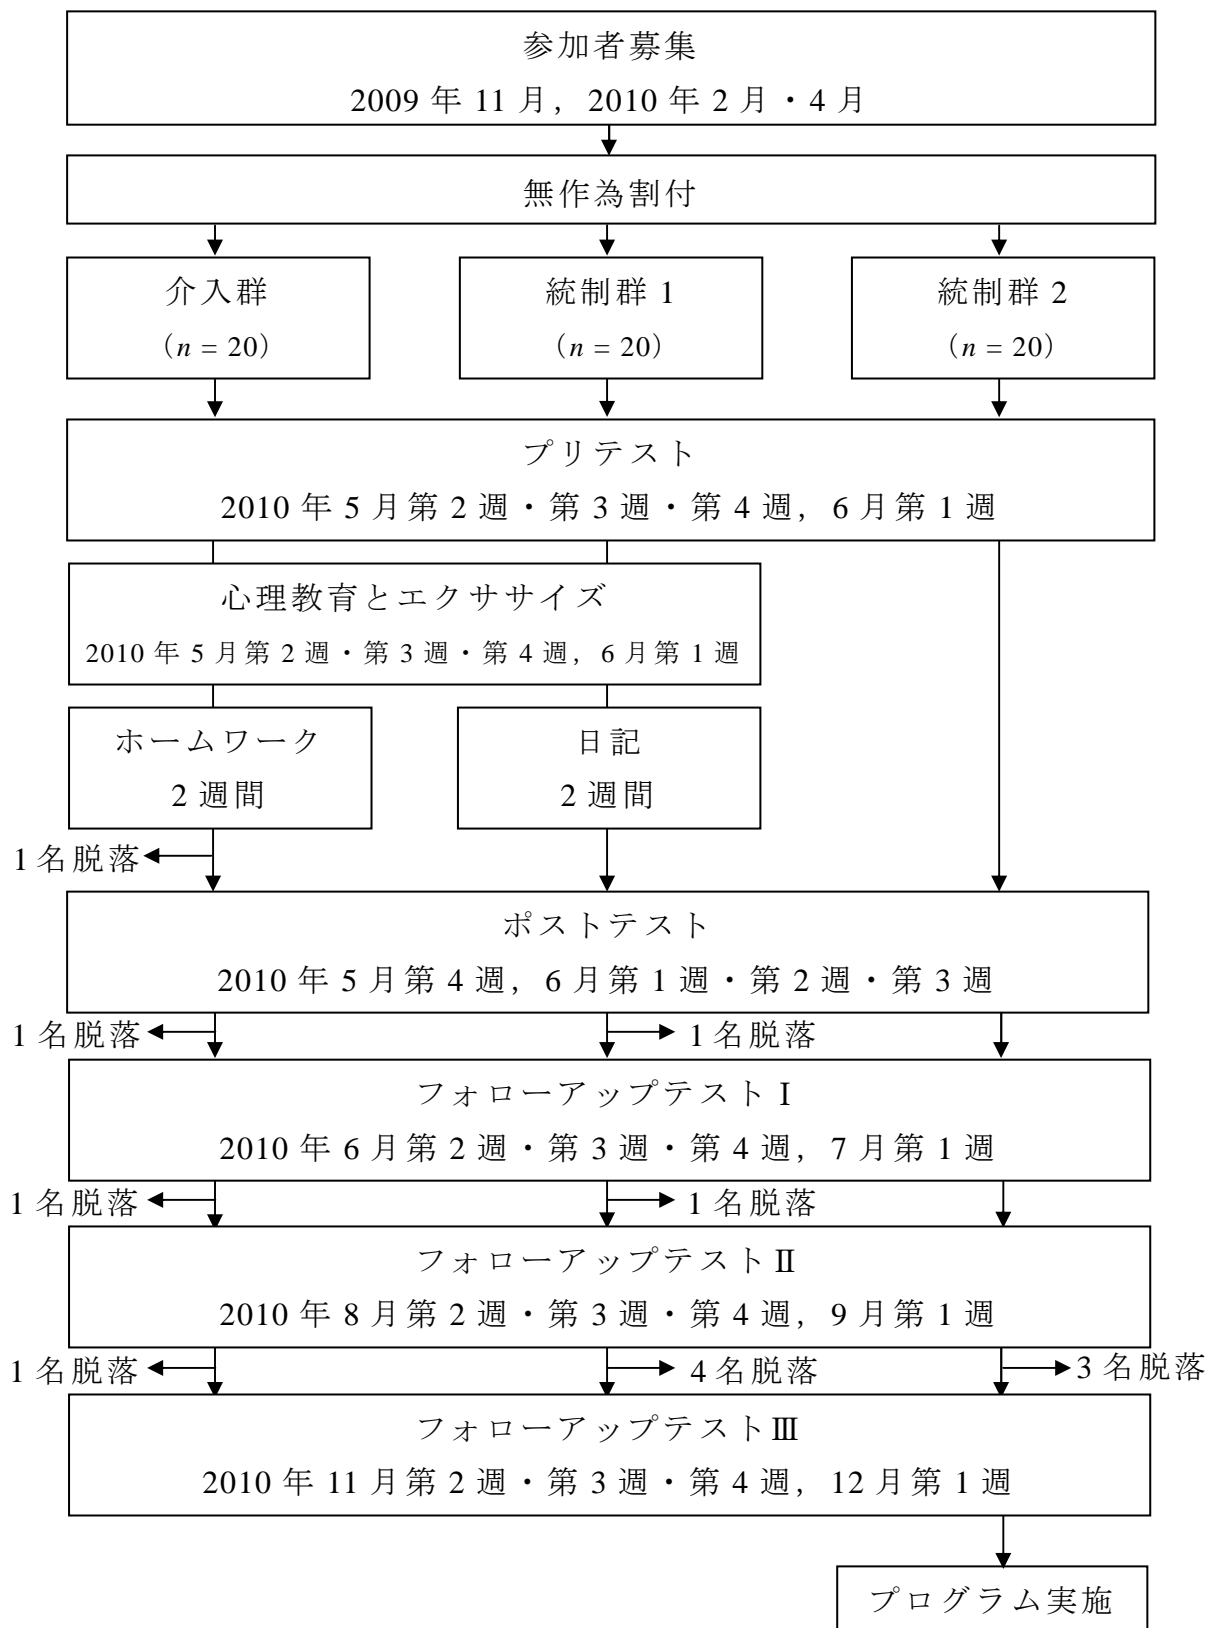 参加者募集
2009 年 11 月，2010 年 2 月・4 月
無作為割付
介入群
（n = 20）
統制群 1
（n = 20）
統制群 2
（n = 20）
プリテスト
2010 年 5 月第 2 週・第 3 週・第 4 週，6 月第 1 週
心理教育とエクササイズ
2010 年 5 月第 2 週・第 3 週・第 4 週，6 月第 1 週
ホームワーク
2 週間
日記
2 週間
1 名脱落
ポストテスト
2010 年 5 月第 4 週，6 月第 1 週・第 2 週・第 3 週
1 名脱落
1 名脱落
フォローアップテストⅠ
2010 年 6 月第 2 週・第 3 週・第 4 週，7 月第 1 週
1 名脱落
1 名脱落
フォローアップテストⅡ
2010 年 8 月第 2 週・第 3 週・第 4 週，9 月第 1 週
1 名脱落
4 名脱落
3 名脱落
フォローアップテストⅢ
2010 年 11 月第 2 週・第 3 週・第 4 週，12 月第 1 週
プログラム実施